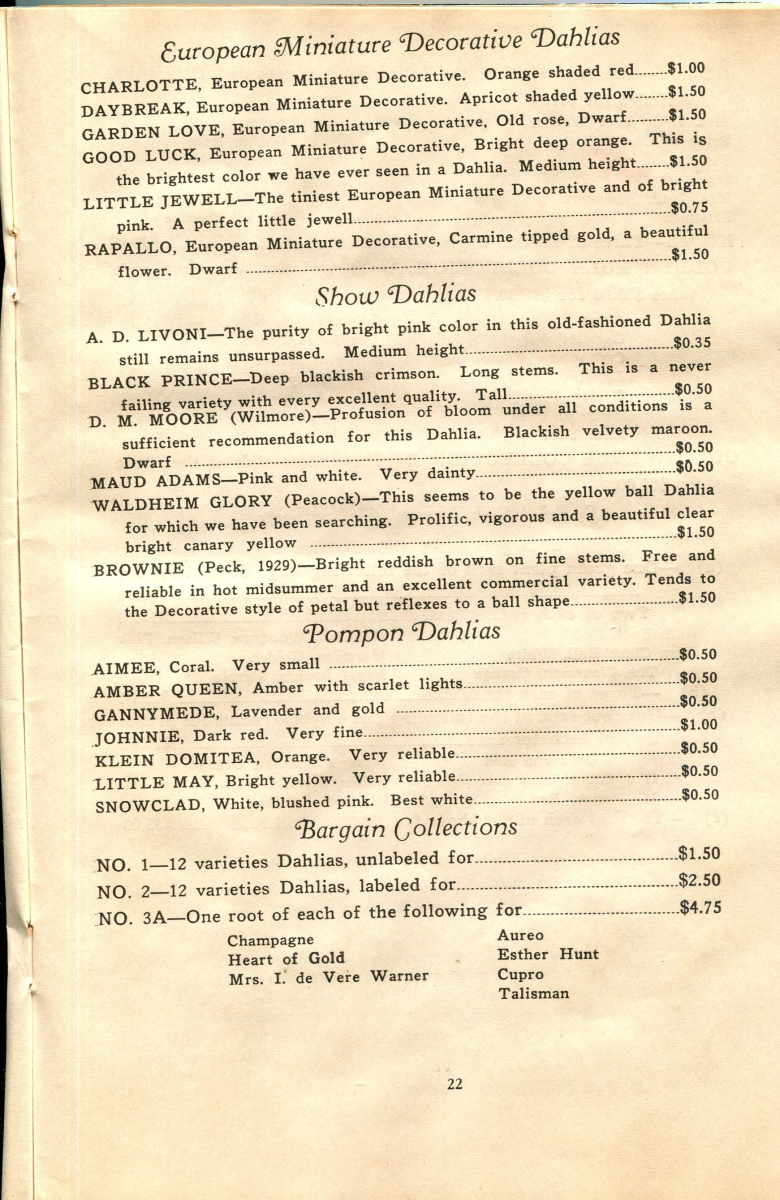 European Miniature Decorative Dahlias
CHARLOTTE, European Miniature Decorative. Orange shaded red.......$1.00
DAYBREAK, European Miniature Decorative. Apricot shaded yellow.......$1.50
GARDEN LOVE, European Miniature Decorative, Old rose, Dwarf.........$1.50
GOOD LUCK, European Miniature Decorative, Bright deep orange. This is
the brightest color we have ever seen in a Dahlia. Medium height.......$1.50
LITTLE JEWELL—The tiniest European Miniature Decorative and of bright
pink. A perfect little jewell.......$0.75
RAPALLO, European Miniature Decorative, Carmine tipped gold, a beautiful
flower. Dwarf .......$1.50
Show Dahlias
A. D. LIVONI—The purity of bright pink color in this old-fashioned Dahlia
still remains unsurpassed. Medium height.......$0.35
BLACK PRINCE—Deep blackish crimson. Long stems. This is a never
failing variety with every excellent quality. Tall.......$0.50
D. M. MOORE (Wilmore)—Profusion of bloom under all conditions is a
sufficient recommendation for this Dahlia. Blackish velvety maroon.
Dwarf .......$0.50
MAUD ADAMS—Pink and white. Very dainty.......$0.50
WALDHEIM GLORY (Peacock)—This seems to be the yellow ball Dahlia
for which we have been searching. Prolific, vigorous and a beautiful clear
bright canary yellow .......$1.50
BROWNIE (Peck, 1929)—Bright reddish brown on fine stems. Free and
reliable in hot midsummer and an excellent commercial variety. Tends to
the Decorative style of petal but reflexes to a ball shape.......$1.50
Pompon Dahlias
AIMEE, Coral. Very small .......$0.50
AMBER QUEEN, Amber with scarlet lights.......$0.50
GANNYMEDE, Lavender and gold .......$0.50
JOHNNIE, Dark red. Very fine.......$1.00
KLEIN DOMITEA, Orange. Very reliable.......$0.50
LITTLE MAY, Bright yellow. Very reliable.......$0.50
SNOWCLAD, White, blushed pink. Best white.......$0.50
Bargain Collections
NO. 1—12 varieties Dahlias, unlabeled for.......$1.50
NO. 2—12 varieties Dahlias, labeled for.......$2.50
NO. 3A—One root of each of the following for.......$4.75
Champagne
Heart of Gold
Mrs. I. de Vere Warner
Aureo
Esther Hunt
Cupro
Talisman
22